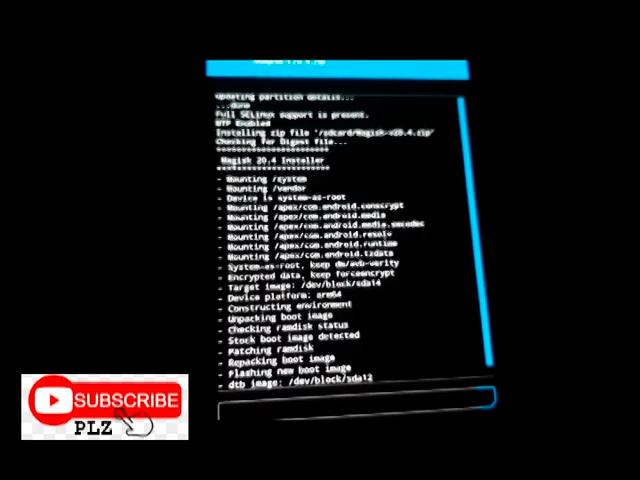 Updating partition details...
...done
Full SELinux support is present.
MTP Enabled
Installing zip file '/sdcard/Magisk-v20.4.zip'
Checking for Digest file...
************************
Magisk 20.4 Installer
************************
- Mounting /system
- Mounting /vendor
- Device is system-as-root
- Mounting /apex/com.android.conscrypt
- Mounting /apex/com.android.media
- Mounting /apex/com.android.media.swcodec
- Mounting /apex/com.android.resolv
- Mounting /apex/com.android.runtime
- Mounting /apex/com.android.tzdata
- System-as-root, keep dm/avb-verity
- Encrypted data, keep forceencrypt
- Target image: /dev/block/sda14
- Device platform: arm64
- Constructing environment
- Unpacking boot image
- Checking ramdisk status
- Stock boot image detected
- Patching ramdisk
- Repacking boot image
- Flashing new boot image
- dtb image: /dev/block/sda12
SUBSCRIBE
PLZ